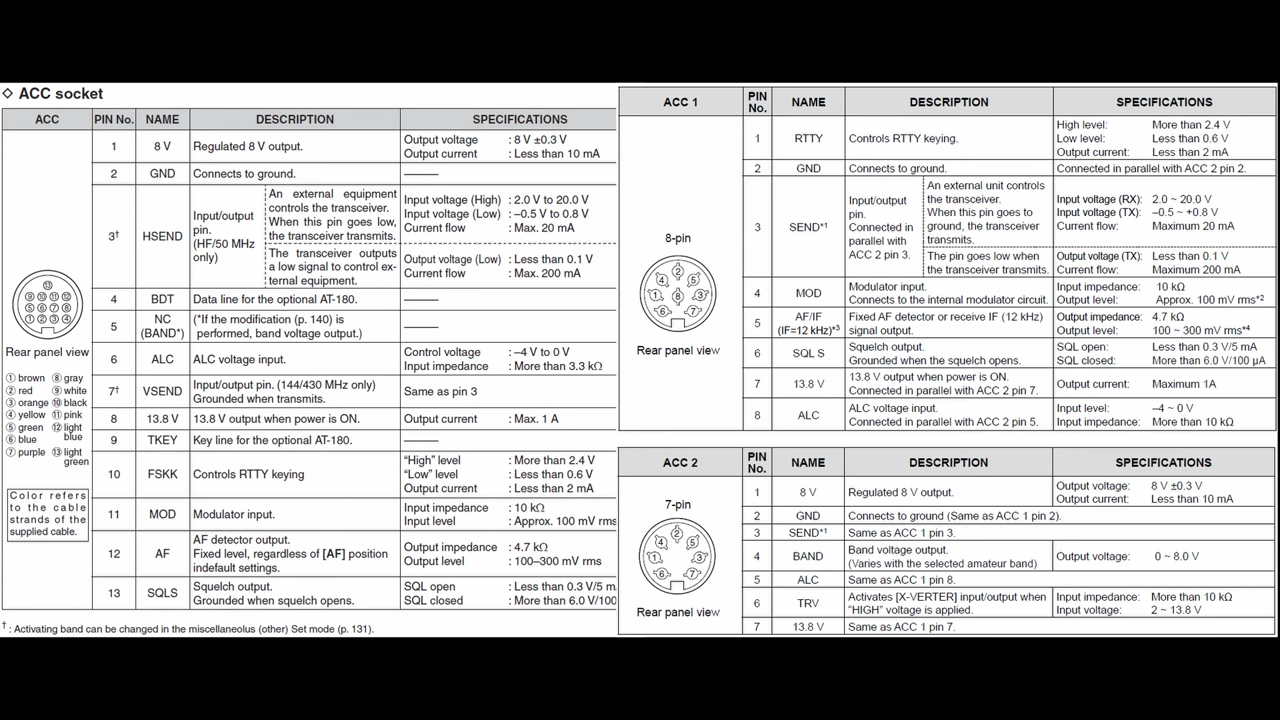 ◇ ACC socket
ACC PIN No. NAME DESCRIPTION SPECIFICATIONS
1 8 V Regulated 8 V output. Output voltage : 8 V ±0.3 V
Output current : Less than 10 mA
2 GND Connects to ground. ———
3† HSEND Input/output pin. (HF/50 MHz only) An external equipment controls the transceiver. When this pin goes low, the transceiver transmits. Input voltage (High) : 2.0 V to 20.0 V
Input voltage (Low) : –0.5 V to 0.8 V
Current flow : Max. 20 mA
The transceiver outputs a low signal to control ex-ternal equipment. Output voltage (Low) : Less than 0.1 V
Current flow : Max. 200 mA
4 BDT Data line for the optional AT-180. ———
5 NC (BAND*) (*If the modification (p. 140) is performed, band voltage output.) ———
6 ALC ALC voltage input. Control voltage : –4 V to 0 V
Input impedance : More than 3.3 kΩ
7† VSEND Input/output pin. (144/430 MHz only)
Grounded when transmits. Same as pin 3
8 13.8 V 13.8 V output when power is ON. Output current : Max. 1 A
9 TKEY Key line for the optional AT-180. ———
10 FSKK Controls RTTY keying “High” level : More than 2.4 V
“Low” level : Less than 0.6 V
Output current : Less than 2 mA
11 MOD Modulator input. Input impedance : 10 kΩ
Input level : Approx. 100 mV rms
12 AF AF detector output.
Fixed level, regardless of [AF] position indefault settings. Output impedance : 4.7 kΩ
Output level : 100–300 mV rms
13 SQLS Squelch output.
Grounded when squelch opens. SQL open : Less than 0.3 V/5 m
SQL closed : More than 6.0 V/100
⑬
⑨ ⑩ ⑪ ⑫
⑤ ⑥ ⑦ ⑧
① ② ③ ④
Rear panel view
① brown ⑧ gray
② red ⑨ white
③ orange ⑩ black
④ yellow ⑪ pink
⑤ green ⑫ light blue
⑥ blue
⑦ purple ⑬ light green
Color refers
to the cable
strands of the
supplied cable.
† : Activating band can be changed in the miscellaneolus (other) Set mode (p. 131).
ACC 1 PIN No. NAME DESCRIPTION SPECIFICATIONS
8-pin
② ④ ⑤ ① ⑧ ③ ⑥ ⑦
Rear panel view
1 RTTY Controls RTTY keying. High level: More than 2.4 V
Low level: Less than 0.6 V
Output current: Less than 2 mA
2 GND Connects to ground. Connected in parallel with ACC 2 pin 2.
3 SEND*1 Input/output pin. Connected in parallel with ACC 2 pin 3. An external unit controls the transceiver. When this pin goes to ground, the transceiver transmits. Input voltage (RX): 2.0 ~ 20.0 V
Input voltage (TX): –0.5 ~ +0.8 V
Current flow: Maximum 20 mA
The pin goes low when the transceiver transmits. Output voltage (TX): Less than 0.1 V
Current flow: Maximum 200 mA
4 MOD Modulator input.
Connects to the internal modulator circuit. Input impedance: 10 kΩ
Output level: Approx. 100 mV rms*2
5 AF/IF (IF=12 kHz)*3 Fixed AF detector or receive IF (12 kHz) signal output. Output impedance: 4.7 kΩ
Output level: 100 ~ 300 mV rms*4
6 SQL S Squelch output.
Grounded when the squelch opens. SQL open: Less than 0.3 V/5 mA
SQL closed: More than 6.0 V/100 µA
7 13.8 V 13.8 V output when power is ON.
Connected in parallel with ACC 2 pin 7. Output current: Maximum 1A
8 ALC ALC voltage input.
Connected in parallel with ACC 2 pin 5. Input level: –4 ~ 0 V
Input impedance: More than 10 kΩ
ACC 2 PIN No. NAME DESCRIPTION SPECIFICATIONS
7-pin
② ④ ⑤ ① ③ ⑥ ⑦
Rear panel view
1 8 V Regulated 8 V output. Output voltage: 8 V ±0.3 V
Output current: Less than 10 mA
2 GND Connects to ground (Same as ACC 1 pin 2).
3 SEND*1 Same as ACC 1 pin 3.
4 BAND Band voltage output.
(Varies with the selected amateur band) Output voltage: 0 ~ 8.0 V
5 ALC Same as ACC 1 pin 8.
6 TRV Activates [X-VERTER] input/output when “HIGH” voltage is applied. Input impedance: More than 10 kΩ
Input voltage: 2 ~ 13.8 V
7 13.8 V Same as ACC 1 pin 7.